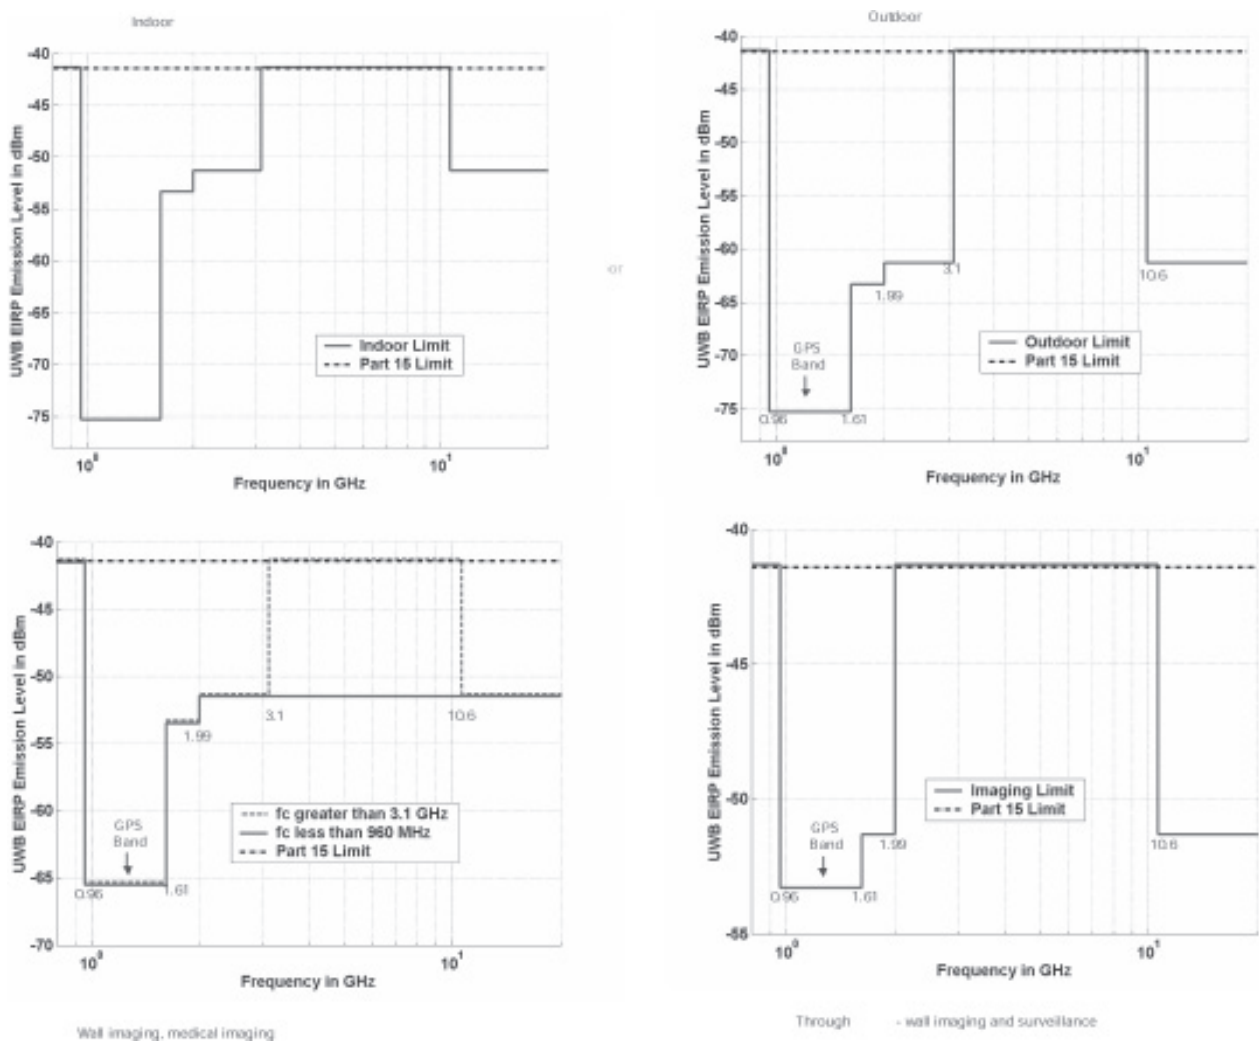 Indoor
-40
-45
-50
-55
-60
-65
-70
-75
UWB EIRP Emission Level in dBm
Indoor Limit
Part 15 Limit
10⁰
10¹
Frequency in GHz
or
Outdoor
-40
-45
-50
-55
-60
-65
-70
-75
UWB EIRP Emission Level in dBm
3.1
10.6
1.99
GPS
Band
Outdoor Limit
Part 15 Limit
0.96
1.61
10⁰
10¹
Frequency in GHz
-40
-45
-50
-55
-60
-65
-70
UWB EIRP Emission Level in dBm
3.1
10.6
1.99
fc greater than 3.1 GHz
fc less than 960 MHz
Part 15 Limit
GPS
Band
0.96
1.61
10⁰
10¹
Frequency in GHz
Wall imaging, medical imaging
-40
-45
-50
-55
UWB EIRP Emission Level in dBm
Imaging Limit
Part 15 Limit
GPS
Band
1.99
10.6
0.96
1.61
10⁰
10¹
Frequency in GHz
Through - wall imaging and surveillance